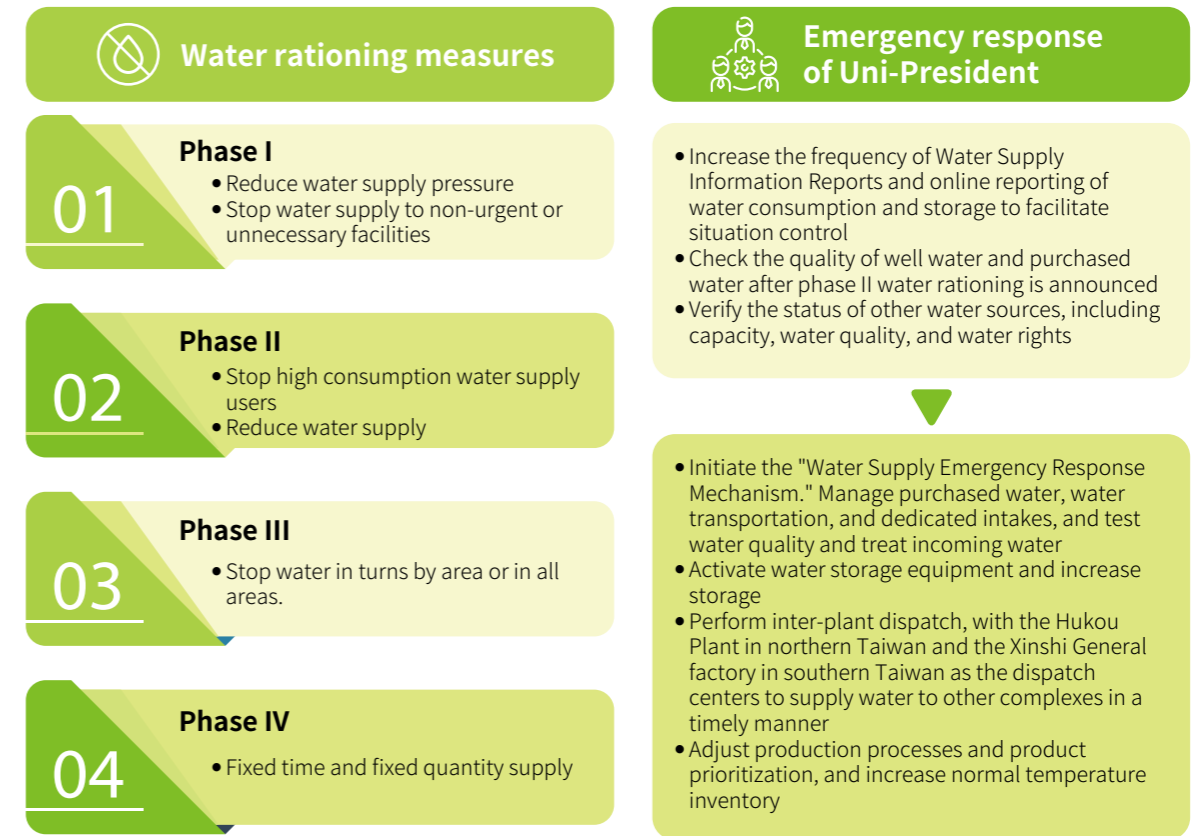 Water rationing measures
01
Phase I
• Reduce water supply pressure
• Stop water supply to non-urgent or
unnecessary facilities
02
Phase II
• Stop high consumption water supply
users
• Reduce water supply
03
Phase III
• Stop water in turns by area or in all
areas.
04
Phase IV
• Fixed time and fixed quantity supply
Emergency response
of Uni-President
• Increase the frequency of Water Supply
Information Reports and online reporting of
water consumption and storage to facilitate
situation control
• Check the quality of well water and purchased
water after phase II water rationing is announced
• Verify the status of other water sources, including
capacity, water quality, and water rights
• Initiate the "Water Supply Emergency Response
Mechanism." Manage purchased water, water
transportation, and dedicated intakes, and test
water quality and treat incoming water
• Activate water storage equipment and increase
storage
• Perform inter-plant dispatch, with the Hukou
Plant in northern Taiwan and the Xinshi General
factory in southern Taiwan as the dispatch
centers to supply water to other complexes in a
timely manner
• Adjust production processes and product
prioritization, and increase normal temperature
inventory